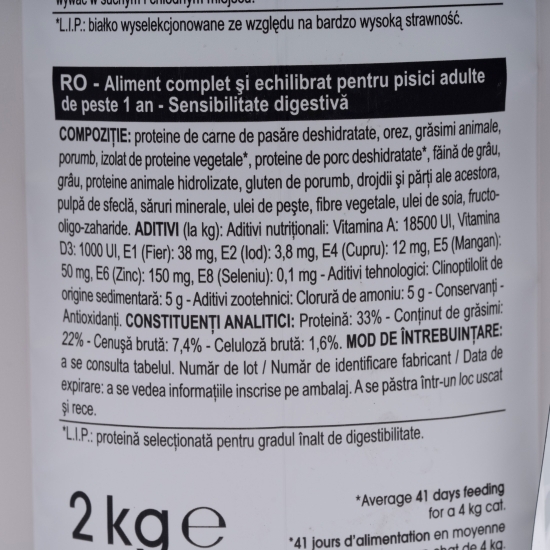 *L.I.P.: białko wyselekcjonowane ze względu na bardzo wysoką strawność.
RO - Aliment complet şi echilibrat pentru pisici adulte
de peste 1 an - Sensibilitate digestivă
COMPOZIŢIE: proteine de carne de pasăre deshidratate, orez, grăsimi animale,
porumb, izolat de proteine vegetale*, proteine de porc deshidratate*, făină de grâu,
grâu, proteine animale hidrolizate, gluten de porumb, drojdii şi părţi ale acestora,
pulpă de sfeclă, săruri minerale, ulei de peşte, fibre vegetale, ulei de soia, fructo-
oligo-zaharide. ADITIVI (la kg): Aditivi nutriţionali: Vitamina A: 18500 UI, Vitamina
D3: 1000 UI, E1 (Fier): 38 mg, E2 (Iod): 3,8 mg, E4 (Cupru): 12 mg, E5 (Mangan):
50 mg, E6 (Zinc): 150 mg, E8 (Seleniu): 0,1 mg - Aditivi tehnologici: Clinoptilolit de
origine sedimentară: 5 g - Aditivi zootehnici: Clorură de amoniu: 5 g - Conservanţi -
Antioxidanţi. CONSTITUENŢI ANALITICI: Proteină: 33% - Conţinut de grăsimi:
22% - Cenuşă brută: 7,4% - Celuloză brută: 1,6%. MOD DE ÎNTREBUINŢARE:
a se consulta tabelul. Număr de lot / Număr de identificare fabricant / Data de
expirare: a se vedea informaţiile inscrise pe ambalaj. A se păstra într-un loc uscat
şi rece.
*L.I.P.: proteină selecţionată pentru gradul înalt de digestibilitate.
2 kg e
*Average 41 days feeding
for a 4 kg cat.
*41 jours d'alimentation en moyenne
chat de 4 kg.